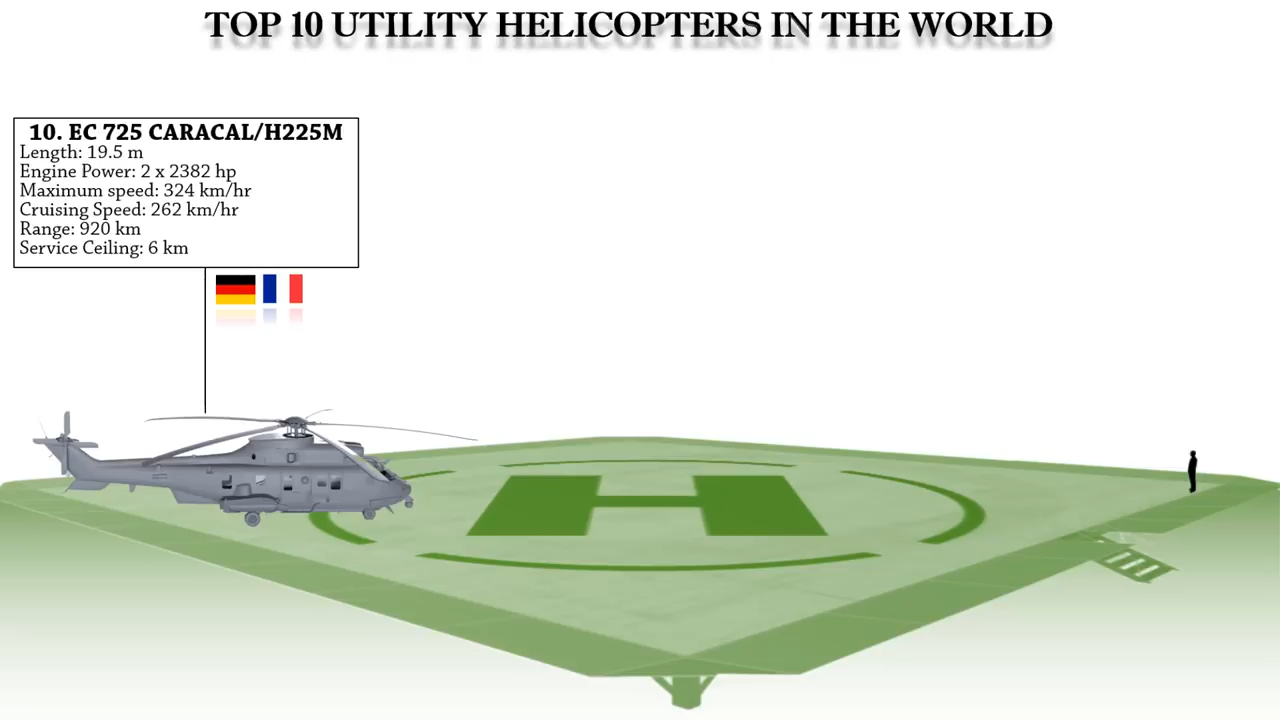 TOP 10 UTILITY HELICOPTERS IN THE WORLD
10. EC 725 CARACAL/H225M
Length: 19.5 m
Engine Power: 2 x 2382 hp
Maximum speed: 324 km/hr
Cruising Speed: 262 km/hr
Range: 920 km
Service Ceiling: 6 km
H